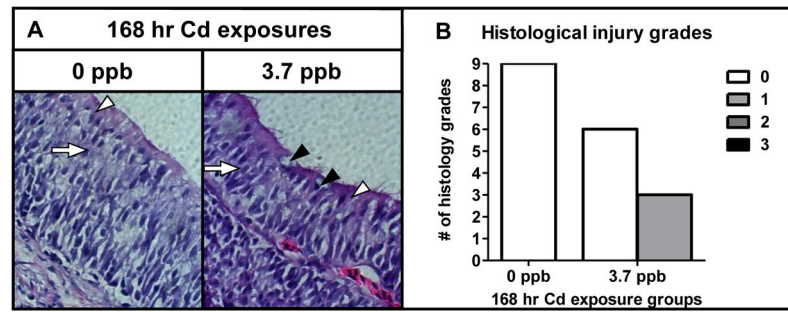 A 168 hr Cd exposures
0 ppb 3.7 ppb
B Histological injury grades
# of histology grades
9
8
7
6
5
4
3
2
1
0
0 ppb 3.7 ppb
168 hr Cd exposure groups
0
1
2
3